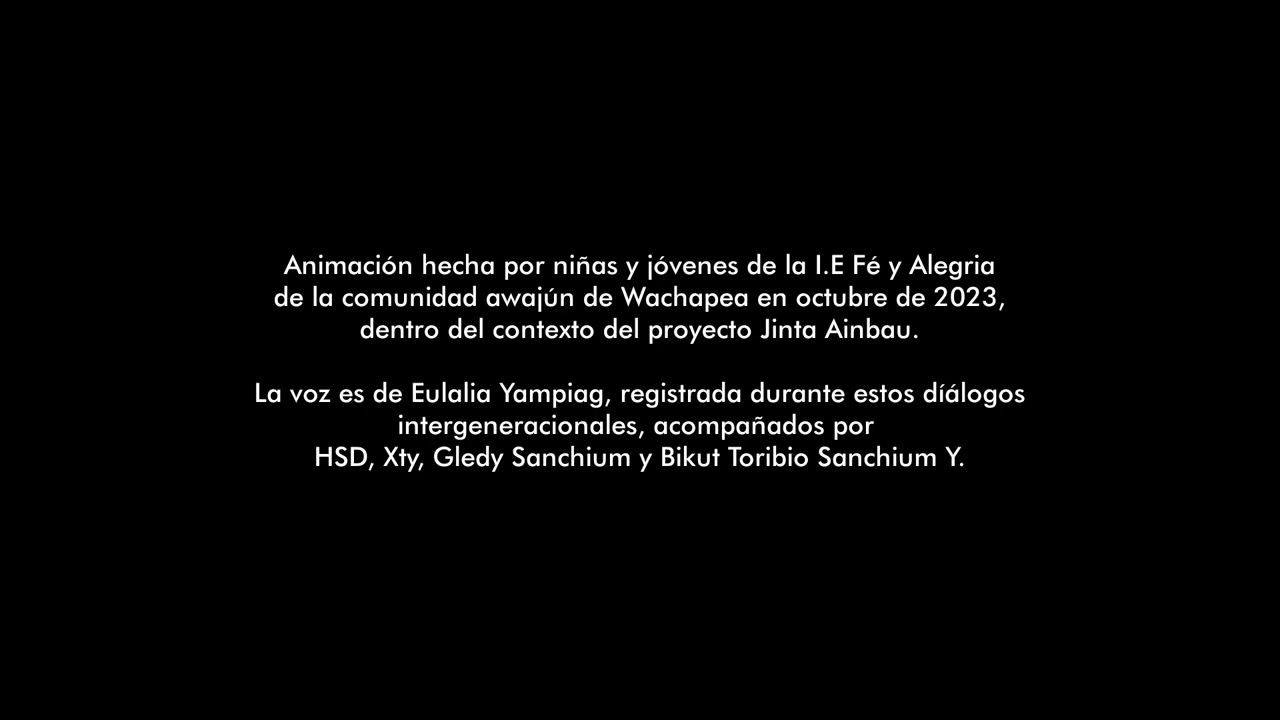 Animación hecha por niñas y jóvenes de la I.E Fé y Alegria
de la comunidad awajún de Wachapea en octubre de 2023,
dentro del contexto del proyecto Jinta Ainbau.
La voz es de Eulalia Yampiag, registrada durante estos díálogos
intergeneracionales, acompañados por
HSD, Xty, Gledy Sanchium y Bikut Toribio Sanchium Y.